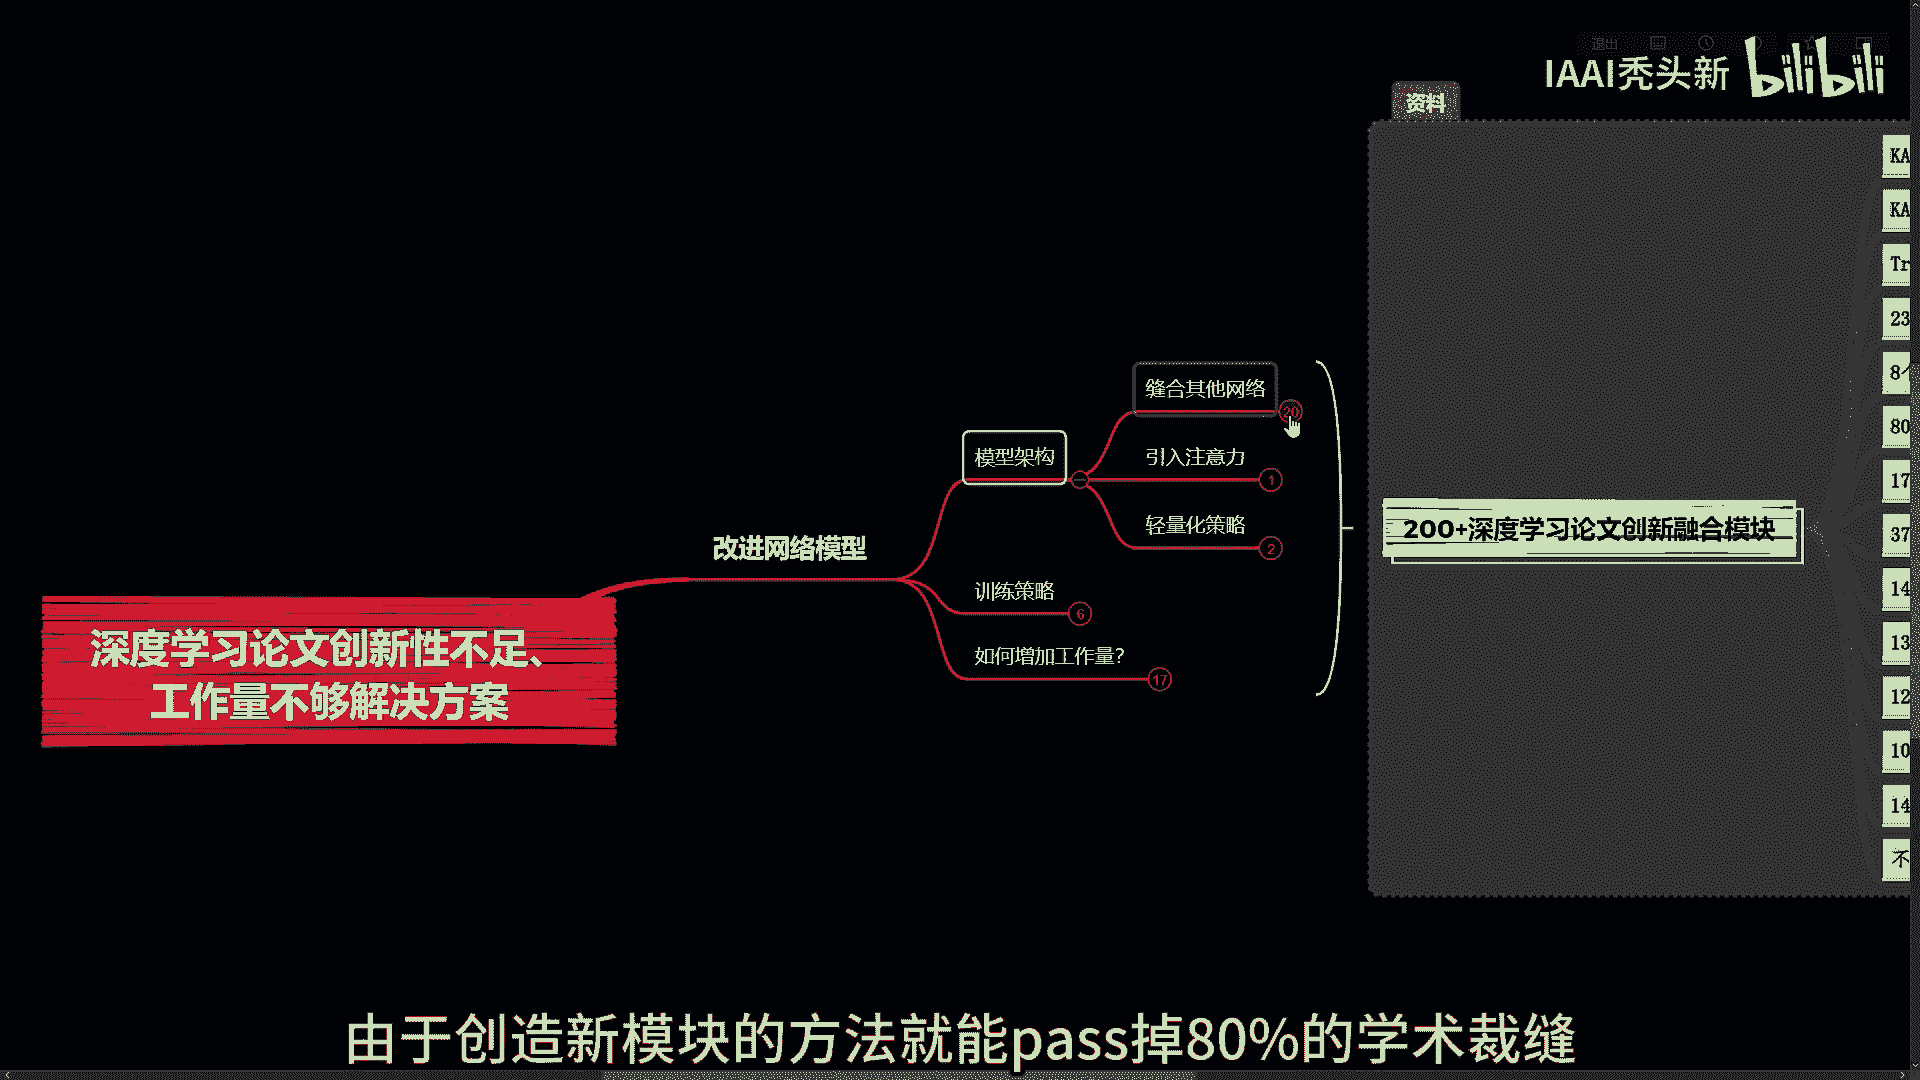 退出
IAAI秃头新 bilibili
资料
KA
KA
Tr
23
8个
80
17
37
14
13
12
10
14
不
缝合其他网络
20
模型架构
引入注意力
1
轻量化策略
2
200+深度学习论文创新融合模块
改进网络模型
训练策略
6
如何增加工作量?
17
深度学习论文创新性不足、
工作量不够解决方案
由于创造新模块的方法就能pass掉80%的学术裁缝